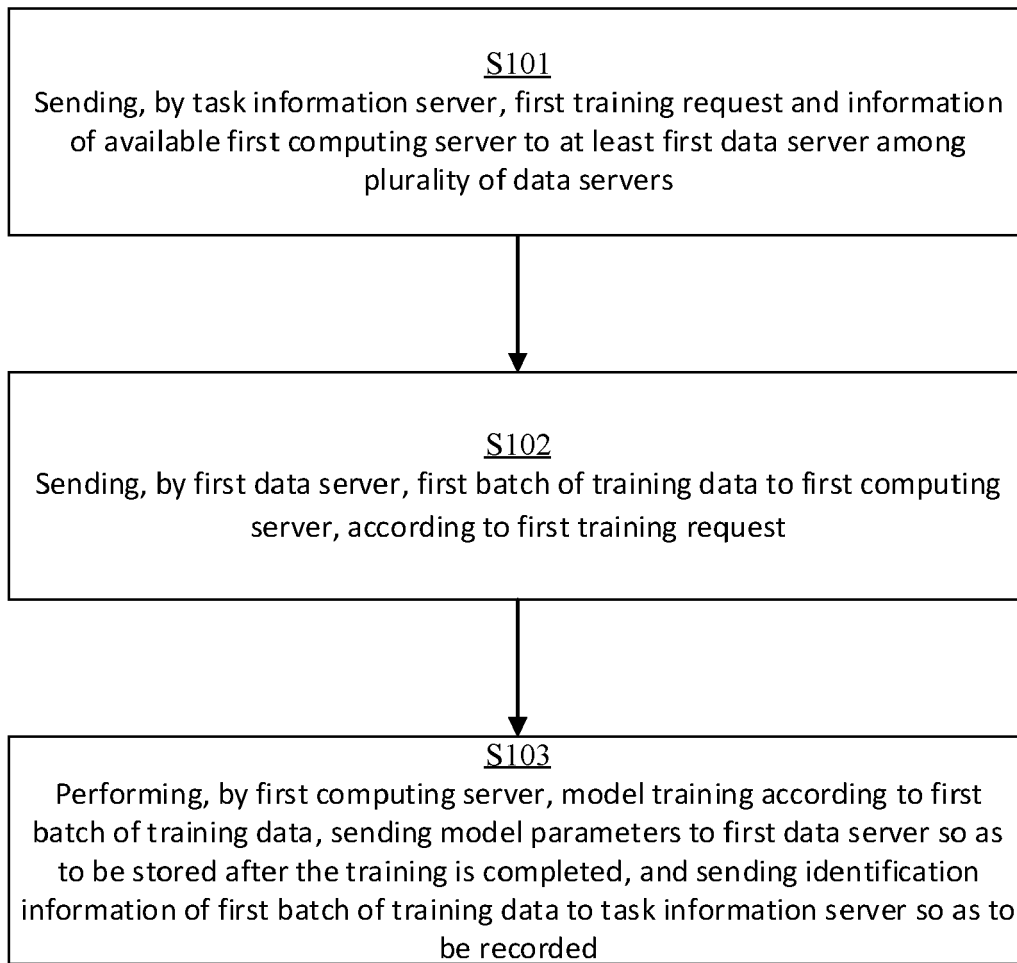 S101
Sending, by task information server, first training request and information
of available first computing server to at least first data server among
plurality of data servers
S102
Sending, by first data server, first batch of training data to first computing
server, according to first training request
S103
Performing, by first computing server, model training according to first
batch of training data, sending model parameters to first data server so as
to be stored after the training is completed, and sending identification
information of first batch of training data to task information server so as to
be recorded